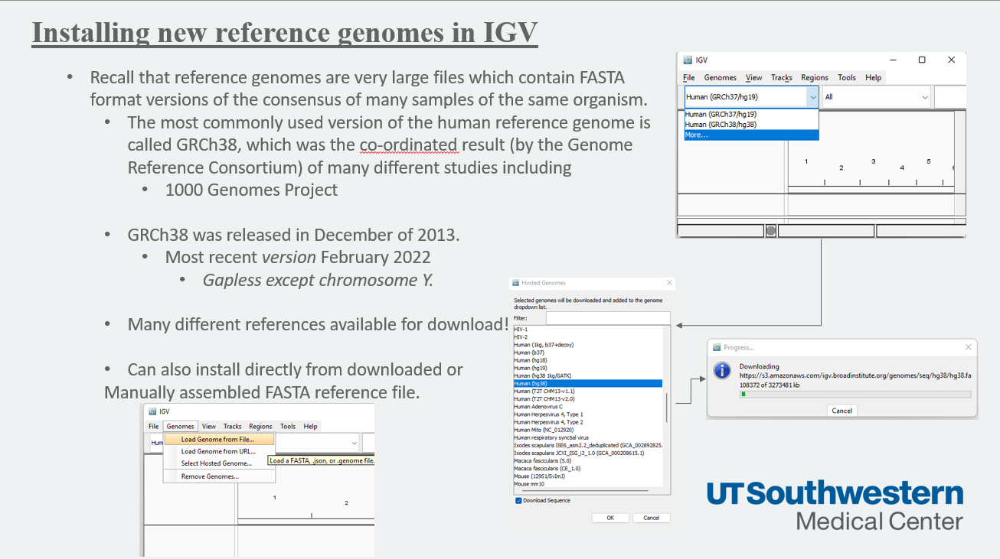 Installing new reference genomes in IGV
• Recall that reference genomes are very large files which contain FASTA
format versions of the consensus of many samples of the same organism.
• The most commonly used version of the human reference genome is
called GRCh38, which was the co-ordinated result (by the Genome
Reference Consortium) of many different studies including
• 1000 Genomes Project
• GRCh38 was released in December of 2013.
• Most recent version February 2022
• Gapless except chromosome Y.
• Many different references available for download!
• Can also install directly from downloaded or
Manually assembled FASTA reference file.
IGV
File Genomes View Tracks Regions Tools Help
Human (GRCh37/hg19) All
Human (GRCh37/hg19)
Human (GRCh38/hg38)
More...
1 2 3 4 5
Hosted Genomes
Selected genomes will be downloaded and added to the genome
dropdown list.
Filter:
HIV-1
HIV-2
Human (1kg, b37+decoy)
Human (b37)
Human (hg18)
Human (hg19)
Human (hg38 1kg/GATK)
Human (hg38)
Human (T2T CHM13-v1.1)
Human (T2T CHM13-v2.0)
Human Adenovirus C
Human Herpesvirus 4, Type 1
Human Herpesvirus 4, Type 2
Human Mito (NC_012920)
Human respiratory synctial virus
Ixodes scapularis ISE6_asm2.2_deduplicated (GCA_002892825.
Ixodes scapularis JCVI_ISG_i3_1.0 (GCA_000208615.1)
Macaca fascicularis (5.0)
Macaca fascicularis (CE_1.0)
Mouse (129S1/SvImJ)
Mouse mm10
Download Sequence
OK Cancel
Progress...
Downloading
https://s3.amazonaws.com/igv.broadinstitute.org/genomes/seq/hg38/hg38.fa
108372 of 3273481 kb
Cancel
IGV
File Genomes View Tracks Regions Tools Help
Hum
Load Genome from File...
Load Genome from URL...
Select Hosted Genome...
Load a FASTA, .json, or .genome file.
Remove Genomes...
1 2
UT Southwestern
Medical Center